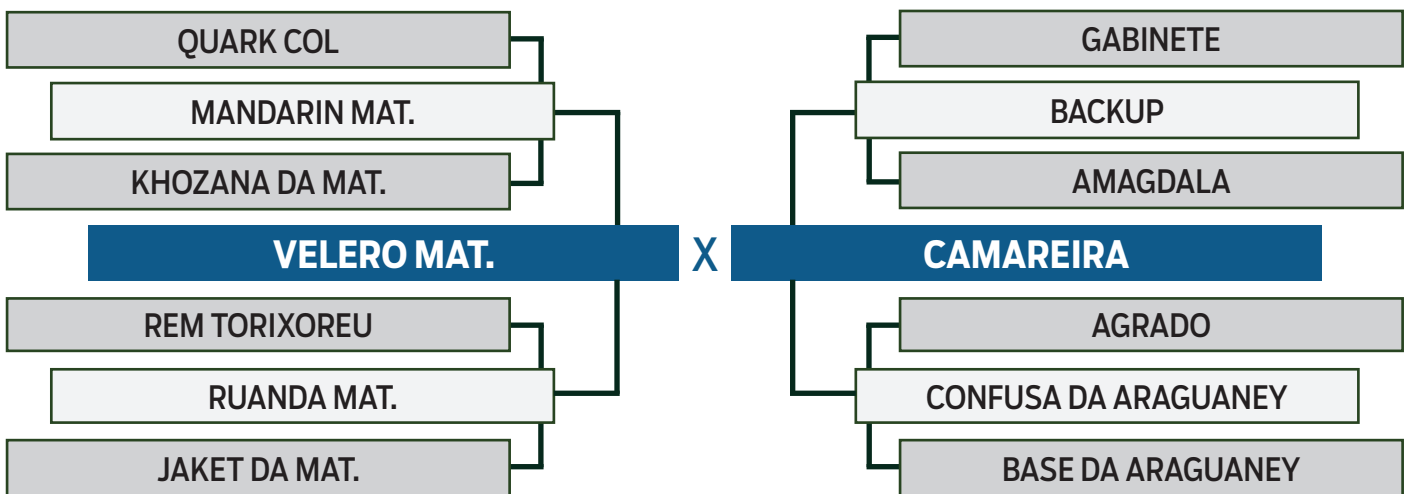 QUARK COL
MANDARIN MAT.
KHOZANA DA MAT.
GABINETE
BACKUP
AMAGDALA
VELERO MAT. X CAMAREIRA
REM TORIXOREU
RUANDA MAT.
JAKET DA MAT.
AGRADO
CONFUSA DA ARAGUANEY
BASE DA ARAGUANEY